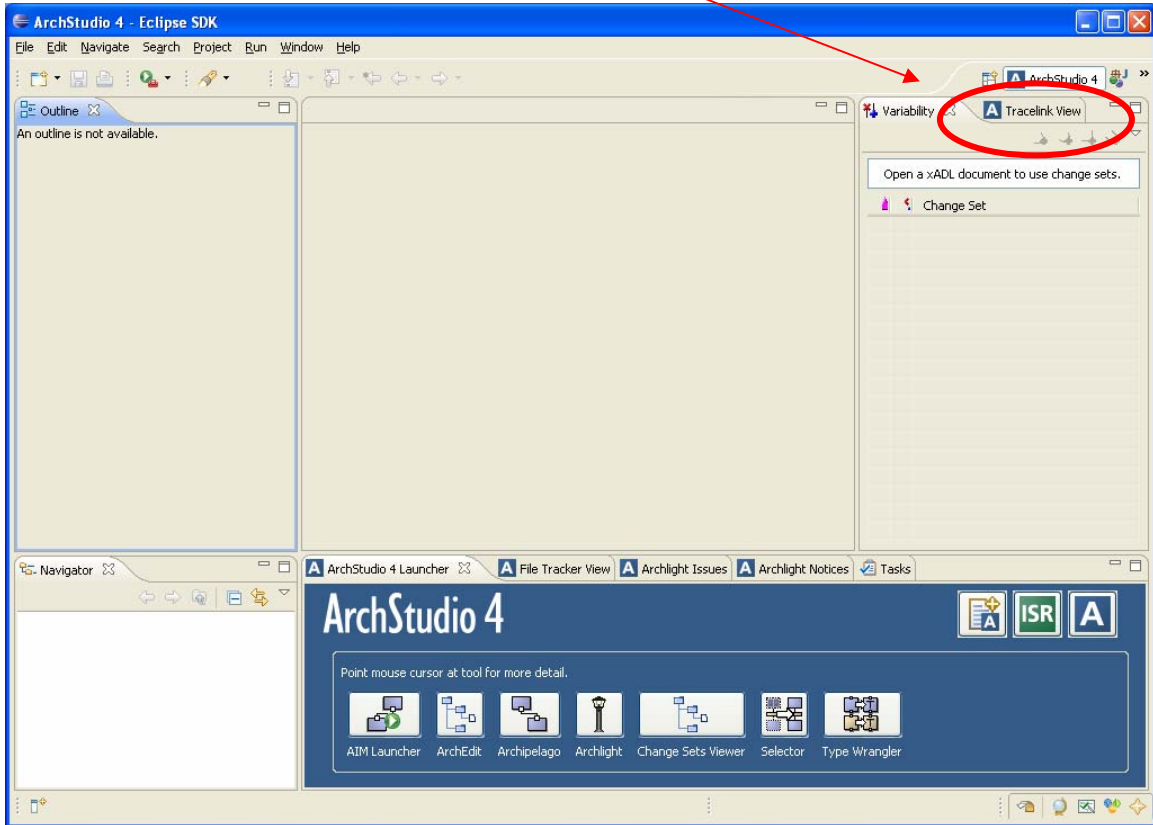 ArchStudio 4 - Eclipse SDK
File Edit Navigate Search Project Run Window Help
ArchStudio 4
Outline
An outline is not available.
Variability
A Tracelink View
Open a xADL document to use change sets.
Change Set
Navigator
A ArchStudio 4 Launcher
A File Tracker View
A Archlight Issues
A Archlight Notices
Tasks
ArchStudio 4
A
ISR
A
Point mouse cursor at tool for more detail.
AIM Launcher ArchEdit Archipelago Archlight Change Sets Viewer Selector Type Wrangler